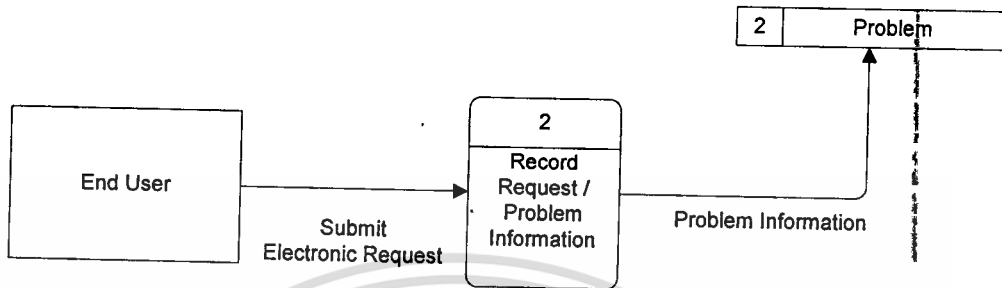 2
Problem
End User
2
Record
Request /
Problem
Information
Submit
Electronic Request
Problem Information